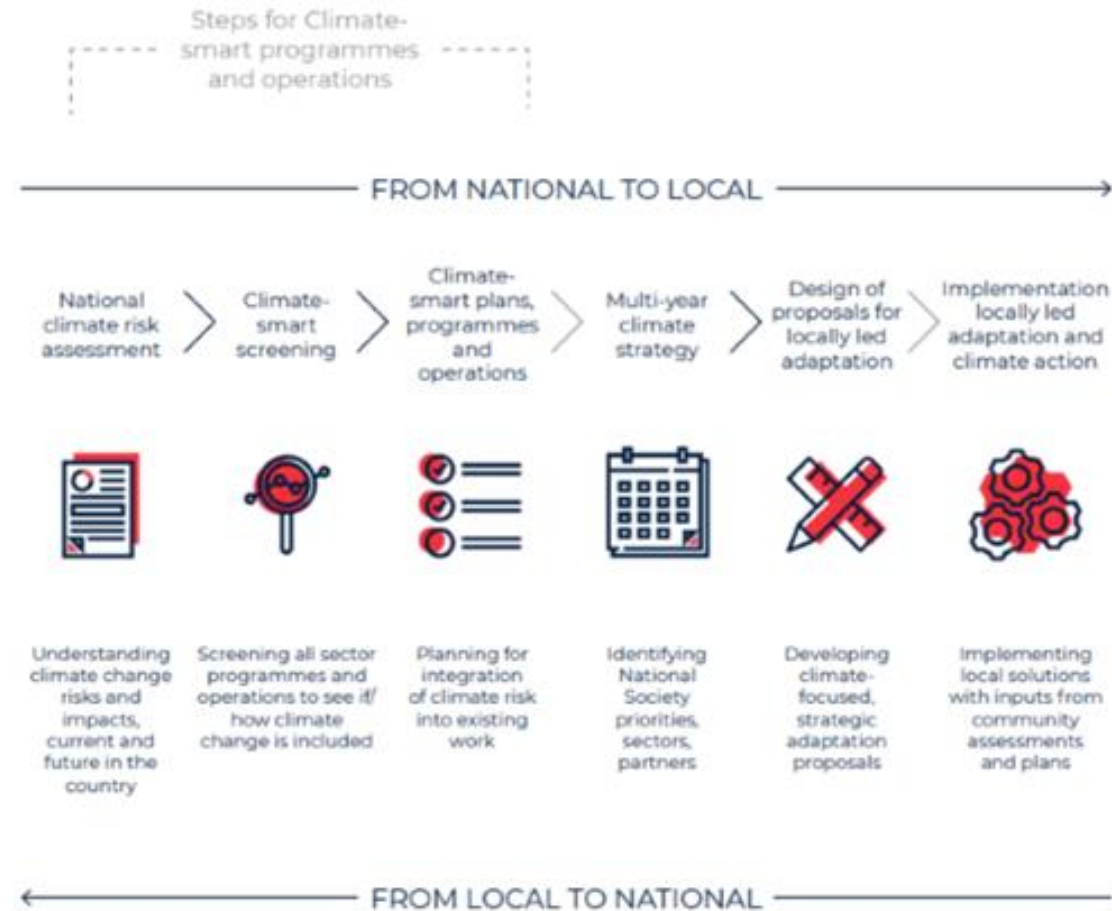 Steps for Climate-
smart programmes
and operations
FROM NATIONAL TO LOCAL
National
climate risk
assessment
Climate-
smart
screening
Climate-
smart plans,
programmes
and
operations
Multi-year
climate
strategy
Design of
proposals for
locally led
adaptation
Implementation
locally led
adaptation and
climate action
Understanding
climate change
risks and
impacts,
current and
future in the
country
Screening all sector
programmes and
operations to see if/
how climate
change is included
Planning for
integration
of climate risk
into existing
work
Identifying
National
Society
priorities,
sectors,
partners
Developing
climate-
focused,
strategic
adaptation
proposals
Implementing
local solutions
with inputs from
community
assessments
and plans
FROM LOCAL TO NATIONAL